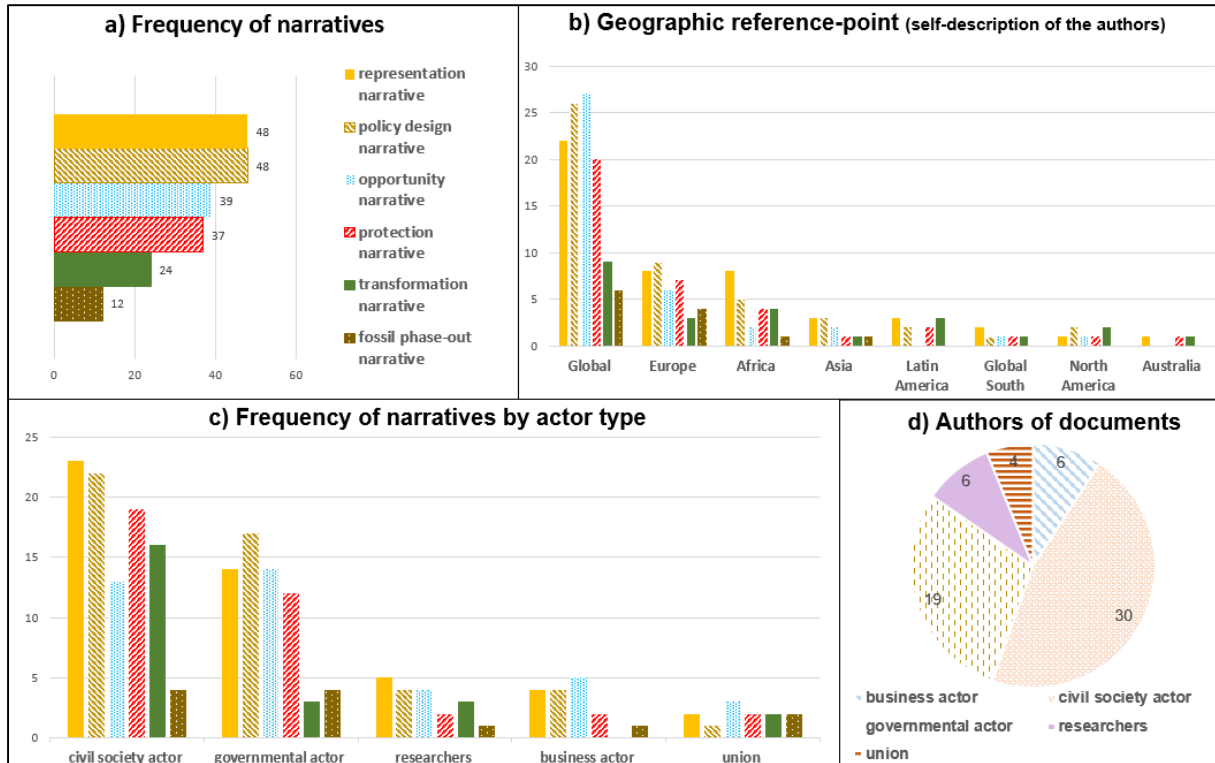 a) Frequency of narratives
representation
narrative
policy design
narrative
opportunity
narrative
protection
narrative
transformation
narrative
fossil phase-out
narrative
48
48
39
37
24
12
0 20 40 60
b) Geographic reference-point (self-description of the authors)
30
25
20
15
10
5
0
Global Europe Africa Asia Latin America Global South North America Australia
c) Frequency of narratives by actor type
25
20
15
10
5
0
civil society actor governmental actor researchers business actor union
d) Authors of documents
4 6
6
19
30
business actor civil society actor
governmental actor researchers
union